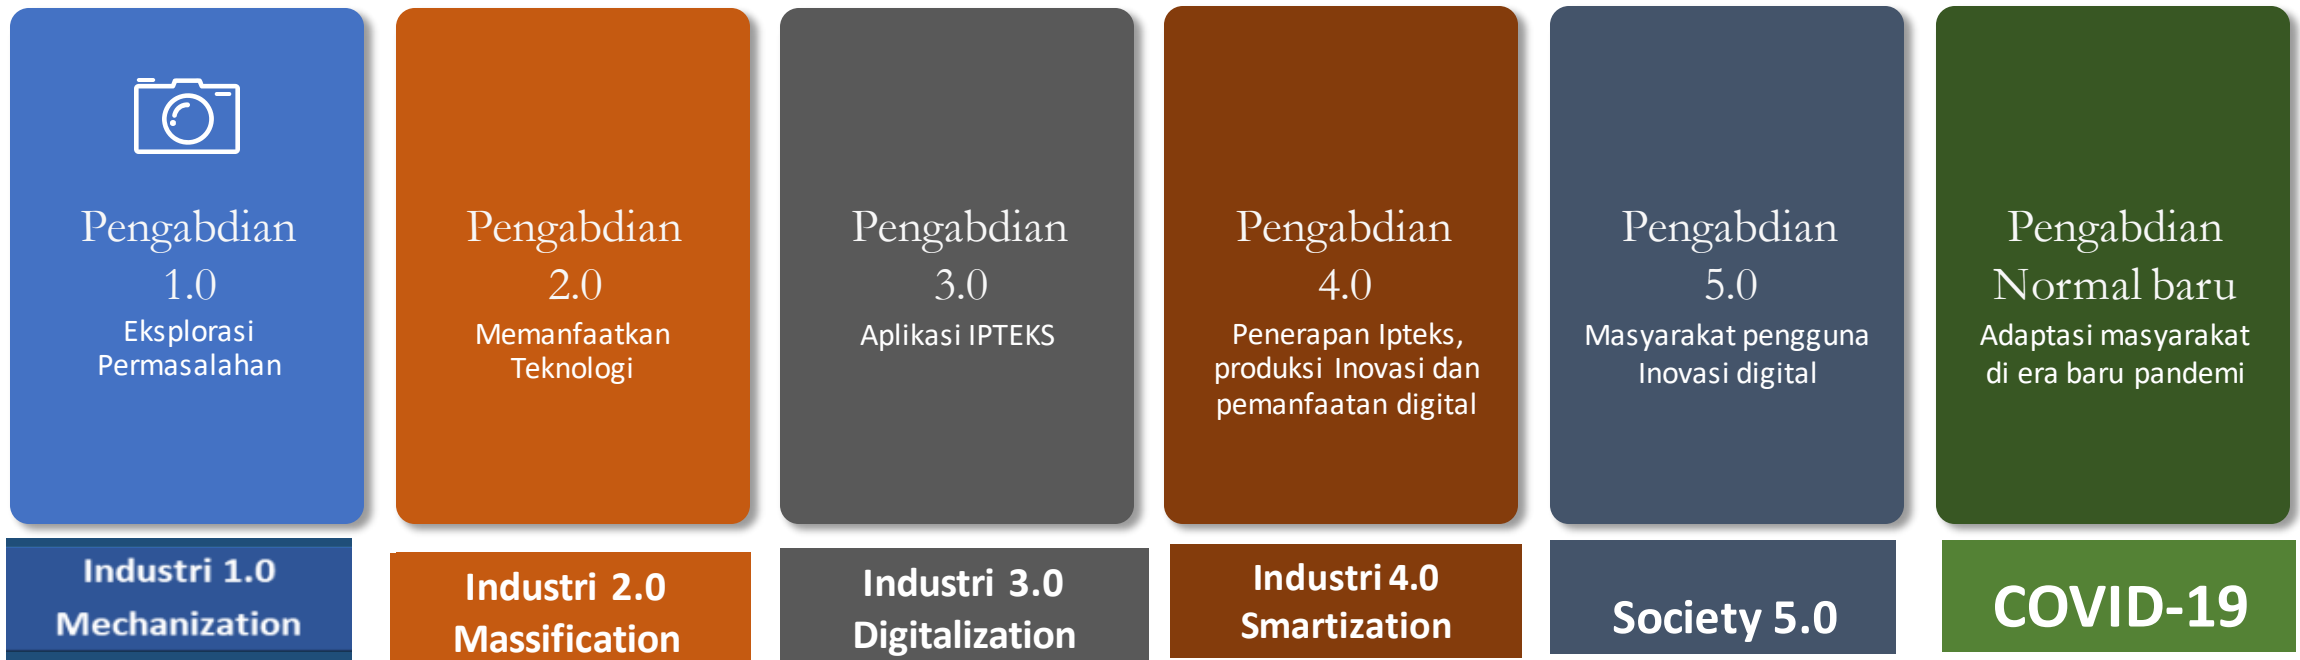 Pengabdian
1.0
Eksplorasi
Permasalahan
Pengabdian
2.0
Memanfaatkan
Teknologi
Pengabdian
3.0
Aplikasi IPTEKS
Pengabdian
4.0
Penerapan Ipteks,
produksi Inovasi dan
pemanfaatan digital
Pengabdian
5.0
Masyarakat pengguna
Inovasi digital
Pengabdian
Normal baru
Adaptasi masyarakat
di era baru pandemi
Industri 1.0
Mechanization
Industri 2.0
Massification
Industri 3.0
Digitalization
Industri 4.0
Smartization
Society 5.0
COVID-19